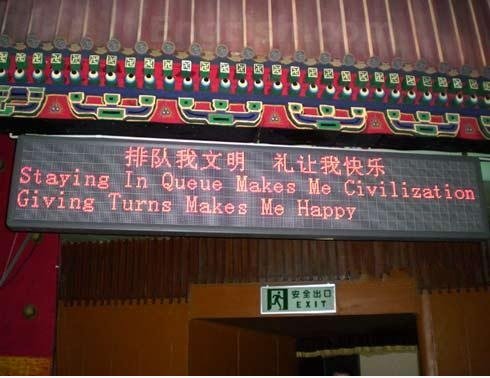 排队我文明 礼让我快乐
Staying In Queue Makes Me Civilization
Giving Turns Makes Me Happy
安全出口
EXIT